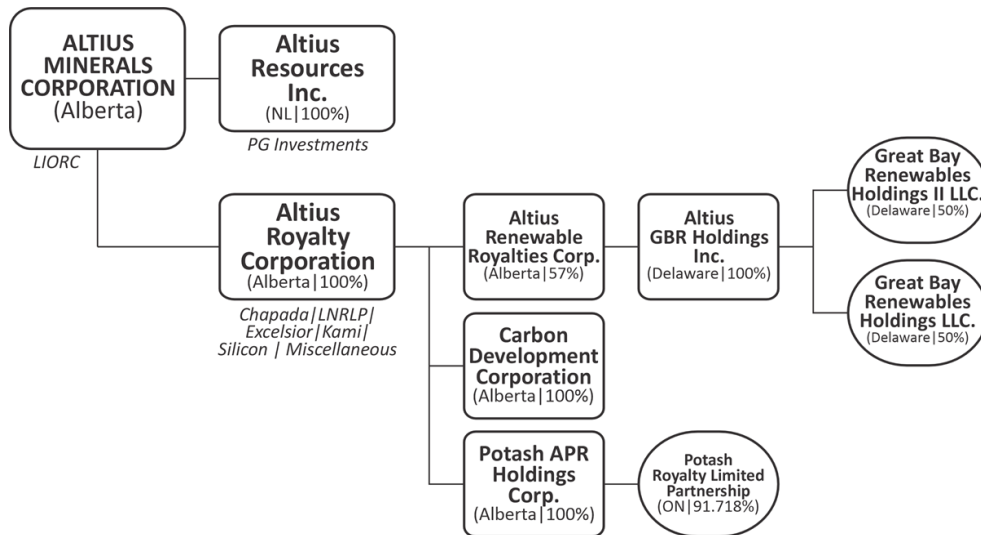 ALTIUS
MINERALS
CORPORATION
(Alberta)
LIORC
Altius
Resources
Inc.
(NL|100%)
PG Investments
Altius
Royalty
Corporation
(Alberta|100%)
Chapada|LNRLP|
Excelsior|Kami|
Silicon | Miscellaneous
Altius
Renewable
Royalties Corp.
(Alberta|57%)
Altius
GBR Holdings
Inc.
(Delaware|100%)
Great Bay
Renewables
Holdings II LLC.
(Delaware|50%)
Great Bay
Renewables
Holdings LLC.
(Delaware|50%)
Carbon
Development
Corporation
(Alberta|100%)
Potash APR
Holdings
Corp.
(Alberta|100%)
Potash
Royalty Limited
Partnership
(ON|91.718%)